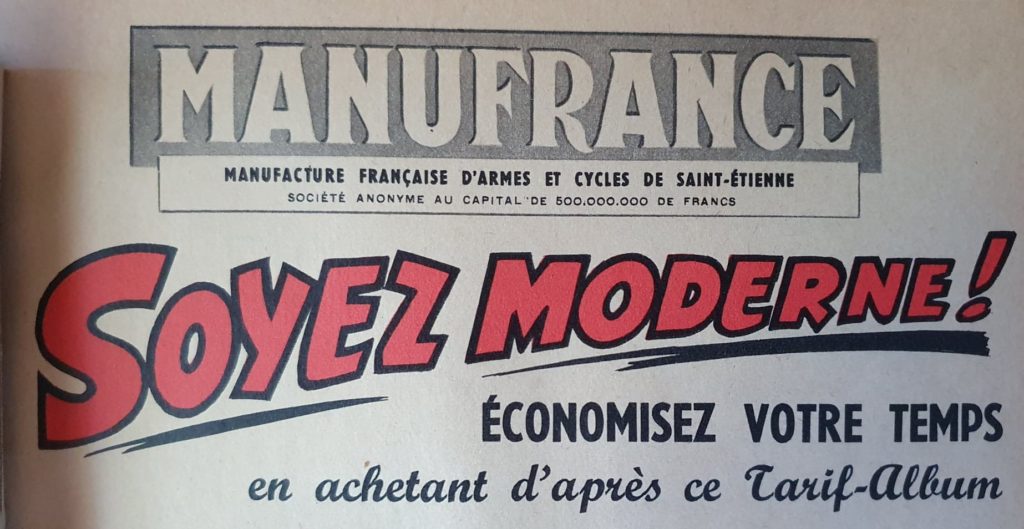 MANUFRANCE
MANUFACTURE FRANÇAISE D'ARMES ET CYCLES DE SAINT-ÉTIENNE
SOCIÉTÉ ANONYME AU CAPITAL DE 500.000.000 DE FRANCS
SOYEZ MODERNE!
ÉCONOMISEZ VOTRE TEMPS
en achetant d'après ce Tarif-Album